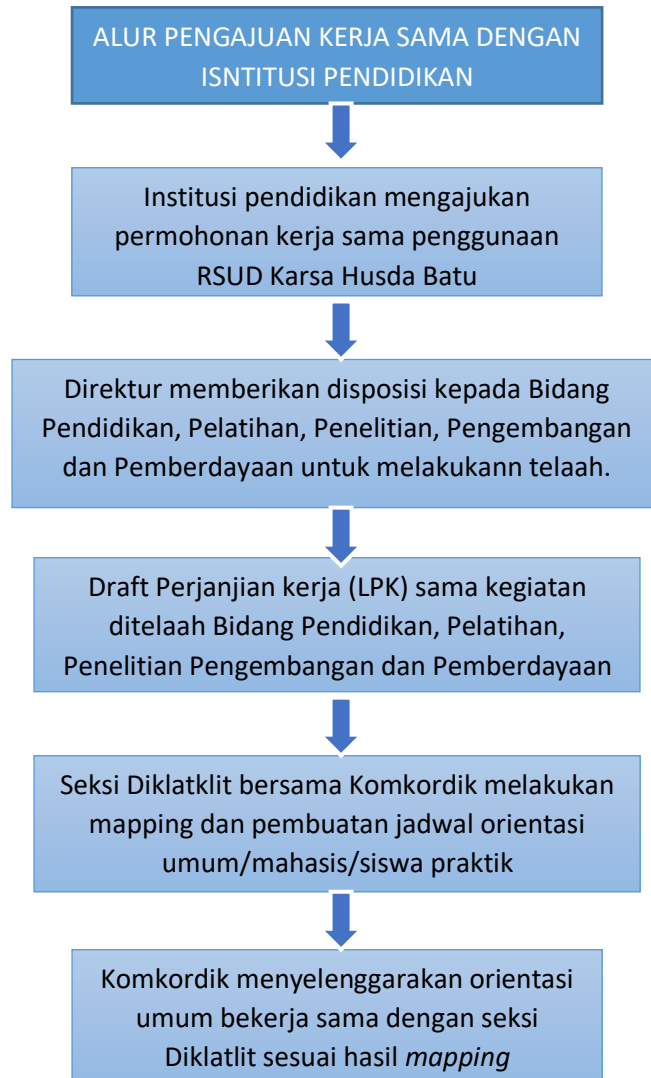 ALUR PENGAJUAN KERJA SAMA DENGAN
ISNTITUSI PENDIDIKAN
Institusi pendidikan mengajukan
permohonan kerja sama penggunaan
RSUD Karsa Husda Batu
Direktur memberikan disposisi kepada Bidang
Pendidikan, Pelatihan, Penelitian, Pengembangan
dan Pemberdayaan untuk melakukann telaah.
Draft Perjanjian kerja (LPK) sama kegiatan
ditelaah Bidang Pendidikan, Pelatihan,
Penelitian Pengembangan dan Pemberdayaan
Seksi Diklatklit bersama Komkordik melakukan
mapping dan pembuatan jadwal orientasi
umum/mahasis/siswa praktik
Komkordik menyelenggarakan orientasi
umum bekerja sama dengan seksi
Diklatlit sesuai hasil mapping